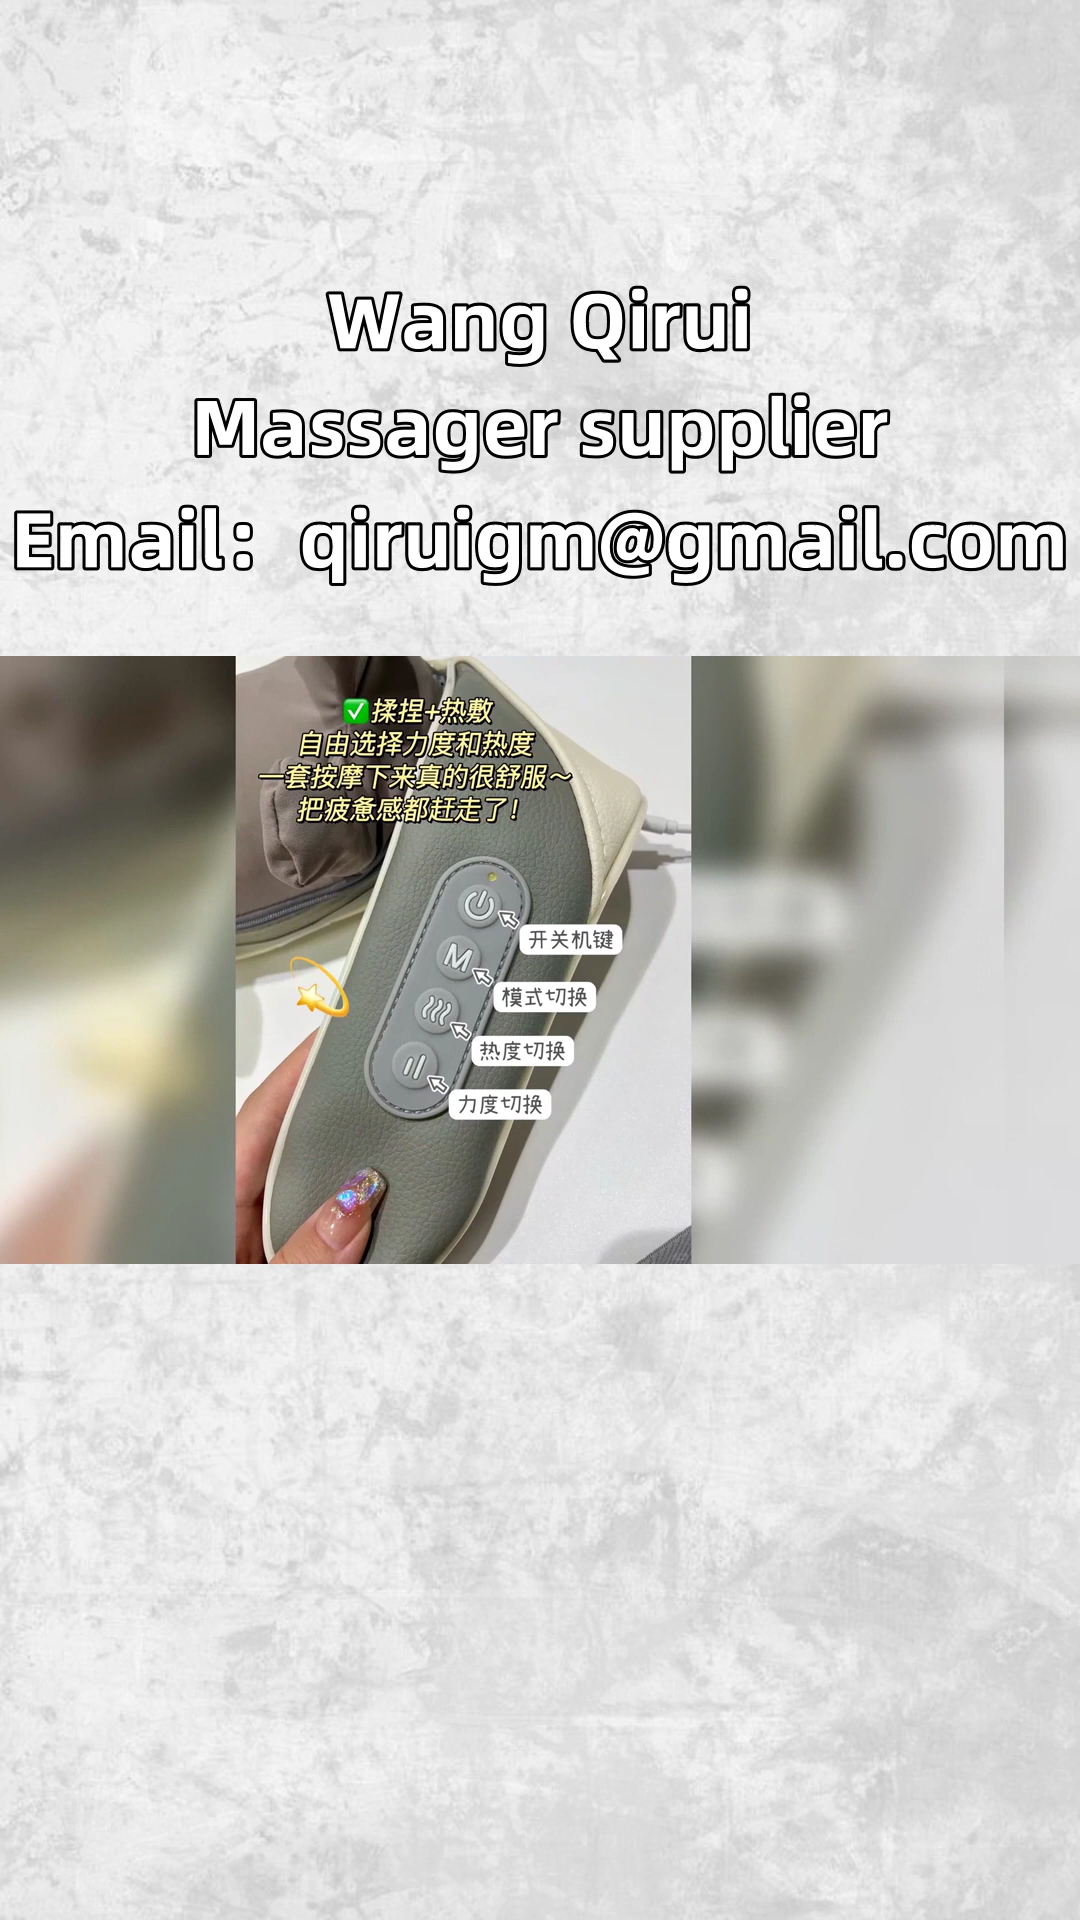 Wang Qirui
Massager supplier
Email：qiruigm@gmail.com
✅揉捏+热敷
自由选择力度和热度
一套按摩下来真的很舒服～
把疲惫感都赶走了！
开关机键
M
模式切换
热度切换
力度切换